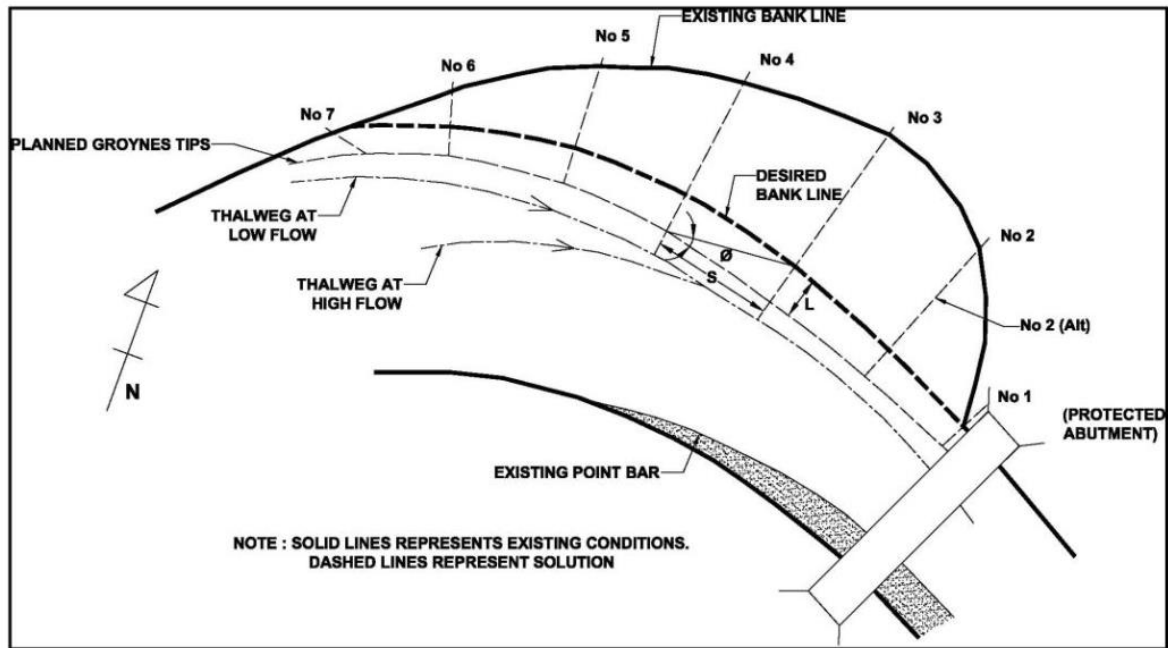 EXISTING BANK LINE
No 5
No 4
No 6
No 7
No 3
PLANNED GROYNES TIPS
DESIRED
BANK LINE
THALWEG AT
LOW FLOW
Ø
S
No 2
THALWEG AT
HIGH FLOW
L
No 2 (Alt)
N
No 1
(PROTECTED
ABUTMENT)
EXISTING POINT BAR
NOTE : SOLID LINES REPRESENTS EXISTING CONDITIONS.
DASHED LINES REPRESENT SOLUTION